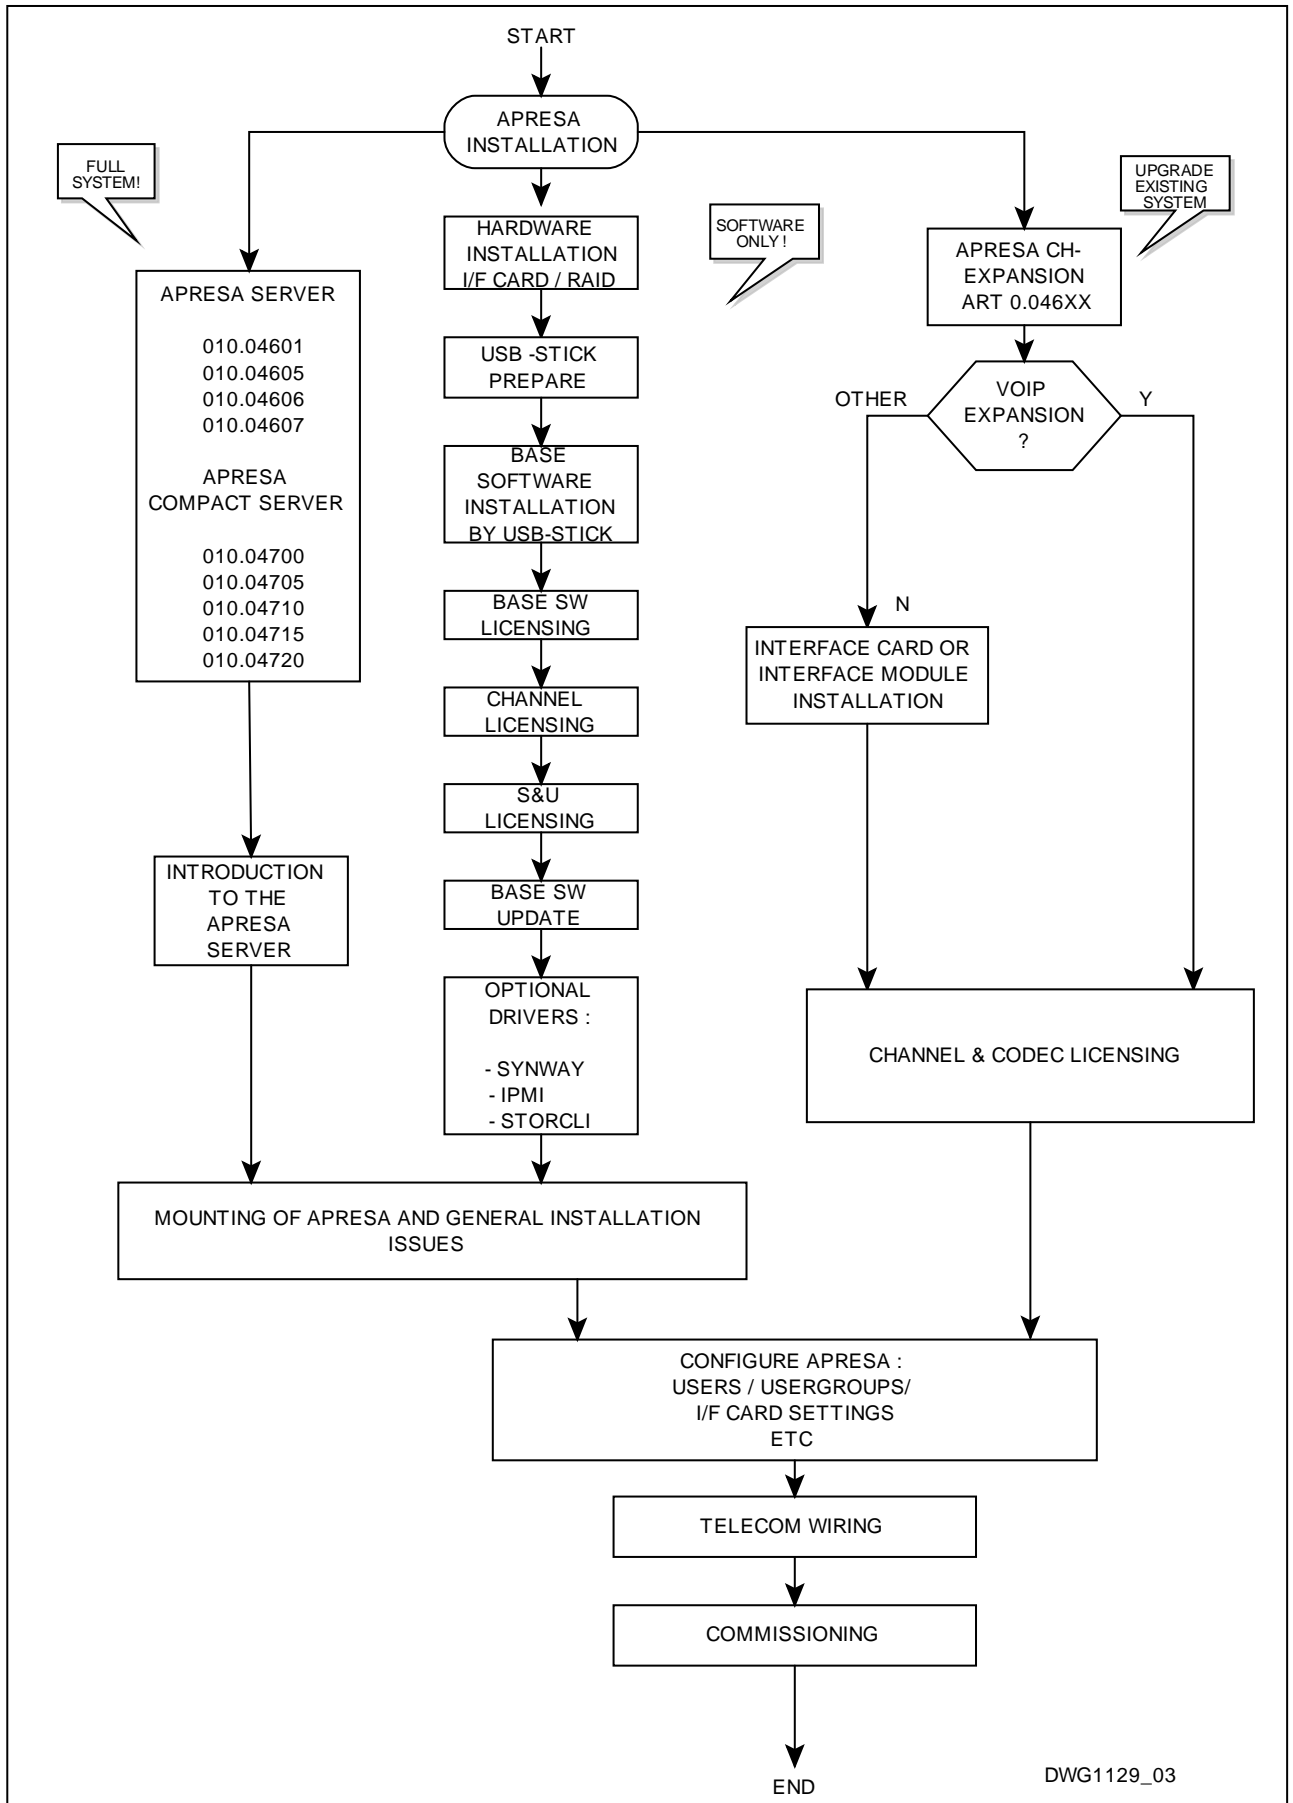 START
APRESA
INSTALLATION
FULL
SYSTEM!
APRESA SERVER
010.04601
010.04605
010.04606
010.04607
APRESA
COMPACT SERVER
010.04700
010.04705
010.04710
010.04715
010.04720
INTRODUCTION
TO THE
APRESA
SERVER
HARDWARE
INSTALLATION
I/F CARD / RAID
SOFTWARE
ONLY !
USB -STICK
PREPARE
BASE
SOFTWARE
INSTALLATION
BY USB-STICK
BASE SW
LICENSING
CHANNEL
LICENSING
S&U
LICENSING
BASE SW
UPDATE
OPTIONAL
DRIVERS :
- SYNWAY
- IPMI
- STORCLI
UPGRADE
EXISTING
SYSTEM
APRESA CH-
EXPANSION
ART 0.046XX
VOIP
EXPANSION
?
OTHER
Y
N
INTERFACE CARD OR
INTERFACE MODULE
INSTALLATION
CHANNEL & CODEC LICENSING
MOUNTING OF APRESA AND GENERAL INSTALLATION
ISSUES
CONFIGURE APRESA :
USERS / USERGROUPS/
I/F CARD SETTINGS
ETC
TELECOM WIRING
COMMISSIONING
END
DWG1129_03